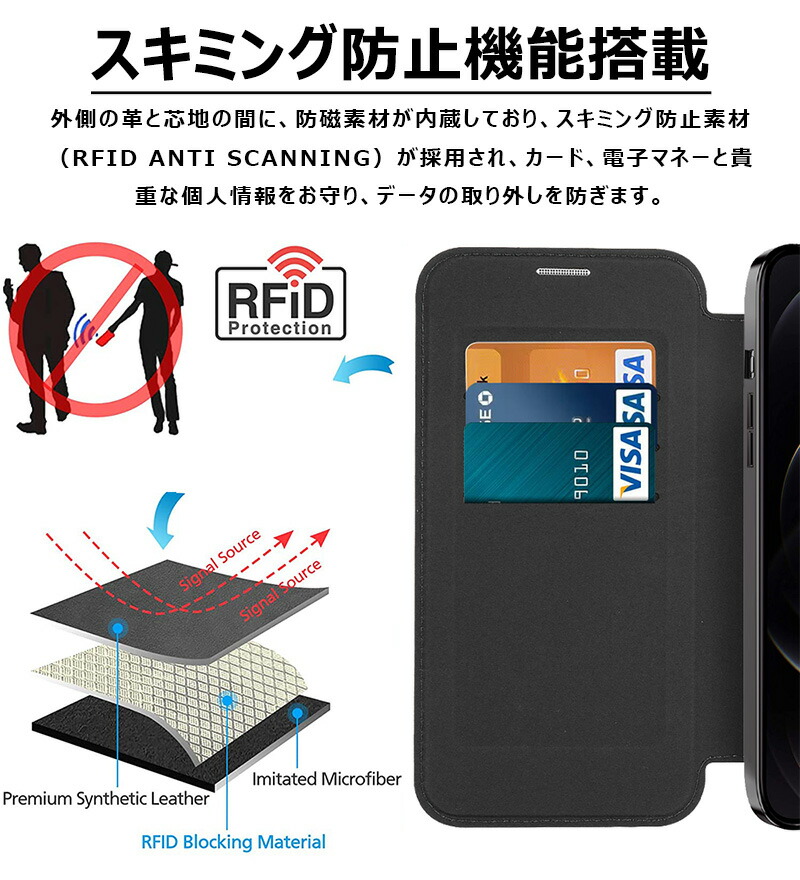 スキミング防止機能搭載
外側の革と芯地の間に、防磁素材が内蔵しており、スキミング防止素材
（RFID ANTI SCANNING）が採用され、カード、電子マネーと貴
重な個人情報をお守り、データの取り外しを防ぎます。
RFiD
Protection
VISA
VISA
VISA
9010
Signal Source
Signal Source
Imitated Microfiber
Premium Synthetic Leather
RFID Blocking Material